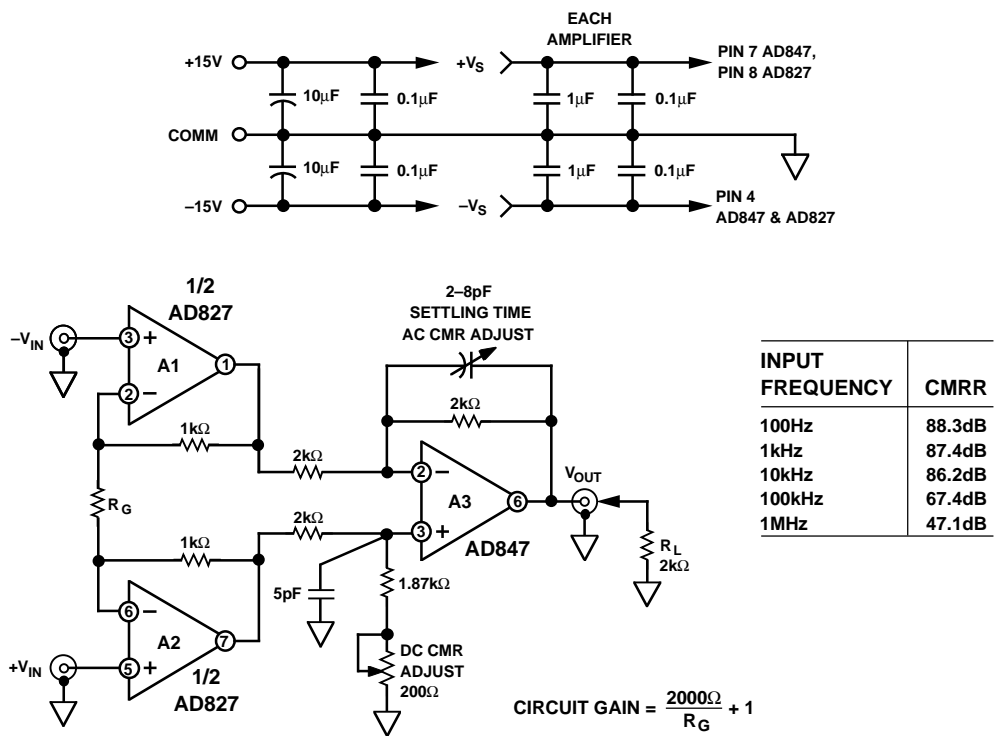 EACH
AMPLIFIER
+15V
+VS
PIN 7 AD847,
PIN 8 AD827
10µF
0.1µF
1µF
0.1µF
COMM
10µF
0.1µF
1µF
0.1µF
–15V
–VS
PIN 4
AD847 & AD827
1/2
AD827
–VIN
3
+
A1
1
2
–
1kΩ
RG
1kΩ
6
–
A2
7
+VIN
5
+
1/2
AD827
2–8pF
SETTLING TIME
AC CMR ADJUST
2kΩ
2kΩ
2
–
A3
6
3
+
AD847
2kΩ
VOUT
RL
2kΩ
5pF
1.87kΩ
DC CMR
ADJUST
200Ω
INPUT
FREQUENCY CMRR
100Hz 88.3dB
1kHz 87.4dB
10kHz 86.2dB
100kHz 67.4dB
1MHz 47.1dB
CIRCUIT GAIN = 2000Ω / RG + 1